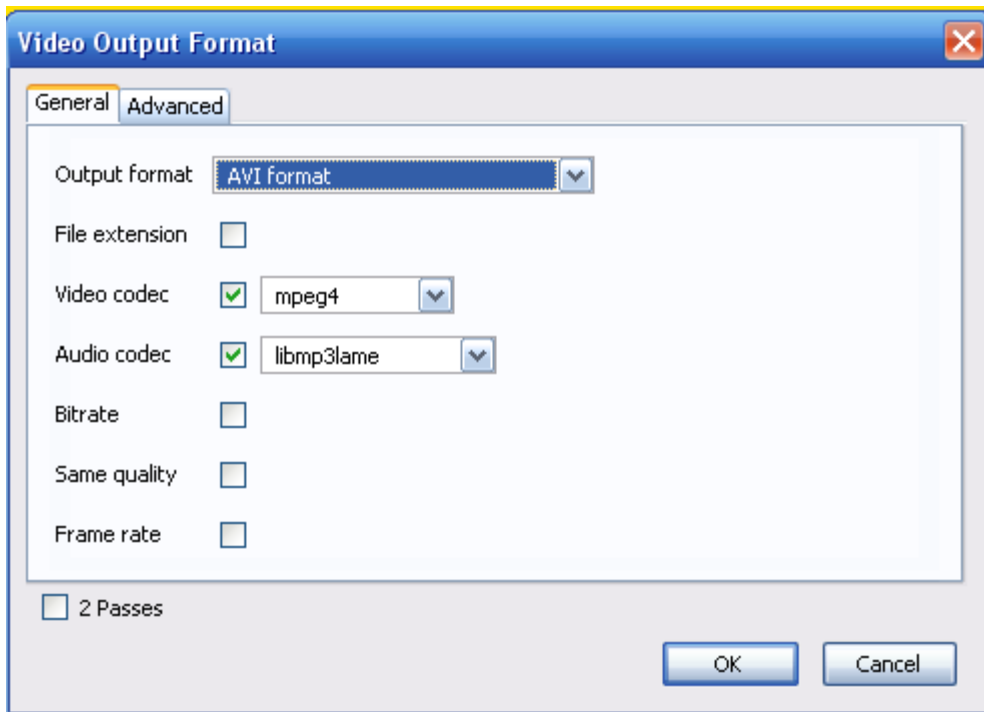 Video Output Format
General Advanced
Output format AVI format
File extension
Video codec mpeg4
Audio codec libmp3lame
Bitrate
Same quality
Frame rate
2 Passes
OK Cancel